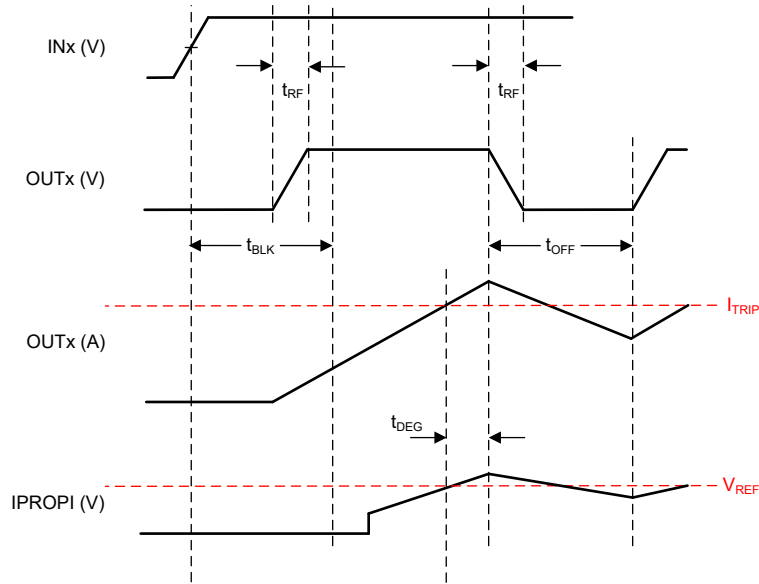 INx (V)
tRF
tRF
OUTx (V)
tBLK
tOFF
ITRIP
OUTx (A)
tDEG
IPROPI (V)
VREF